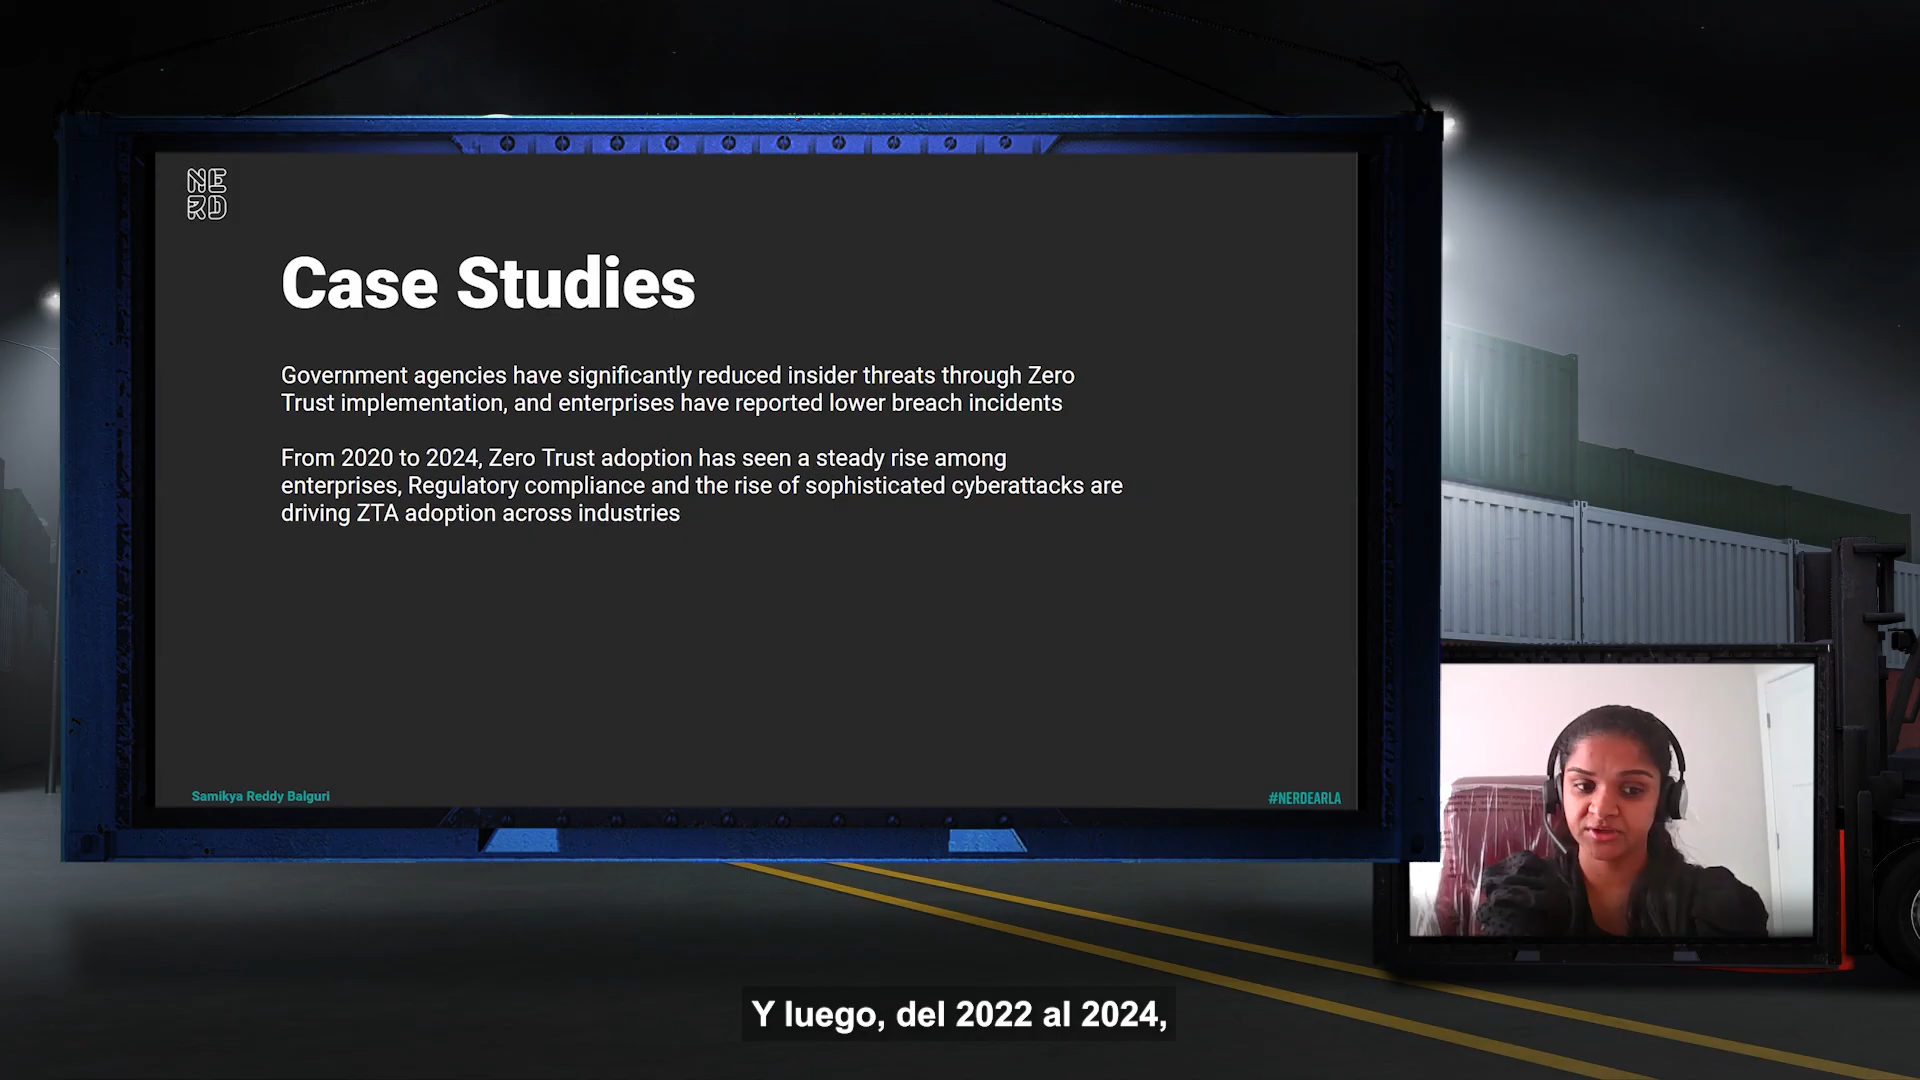 NE
RD
Case Studies
Government agencies have significantly reduced insider threats through Zero
Trust implementation, and enterprises have reported lower breach incidents
From 2020 to 2024, Zero Trust adoption has seen a steady rise among
enterprises, Regulatory compliance and the rise of sophisticated cyberattacks are
driving ZTA adoption across industries
Samikya Reddy Balguri
#NERDEARLA
Y luego, del 2022 al 2024,